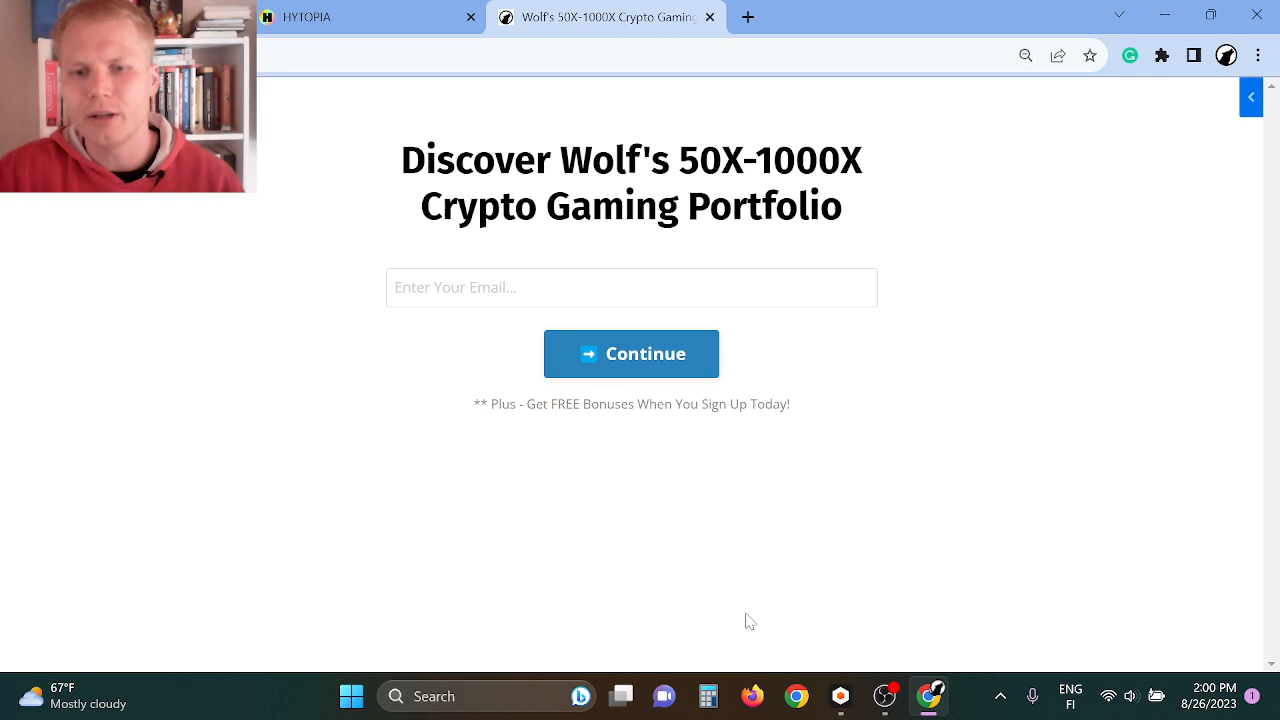 HYTOPIA
Wolf's 50X-1000X Crypto Gaming
Discover Wolf's 50X-1000X
Crypto Gaming Portfolio
Enter Your Email...
Continue
** Plus - Get FREE Bonuses When You Sign Up Today!
67°F
Mostly cloudy
Search
ENG
FI
2:00 PM
8/26/2023
1